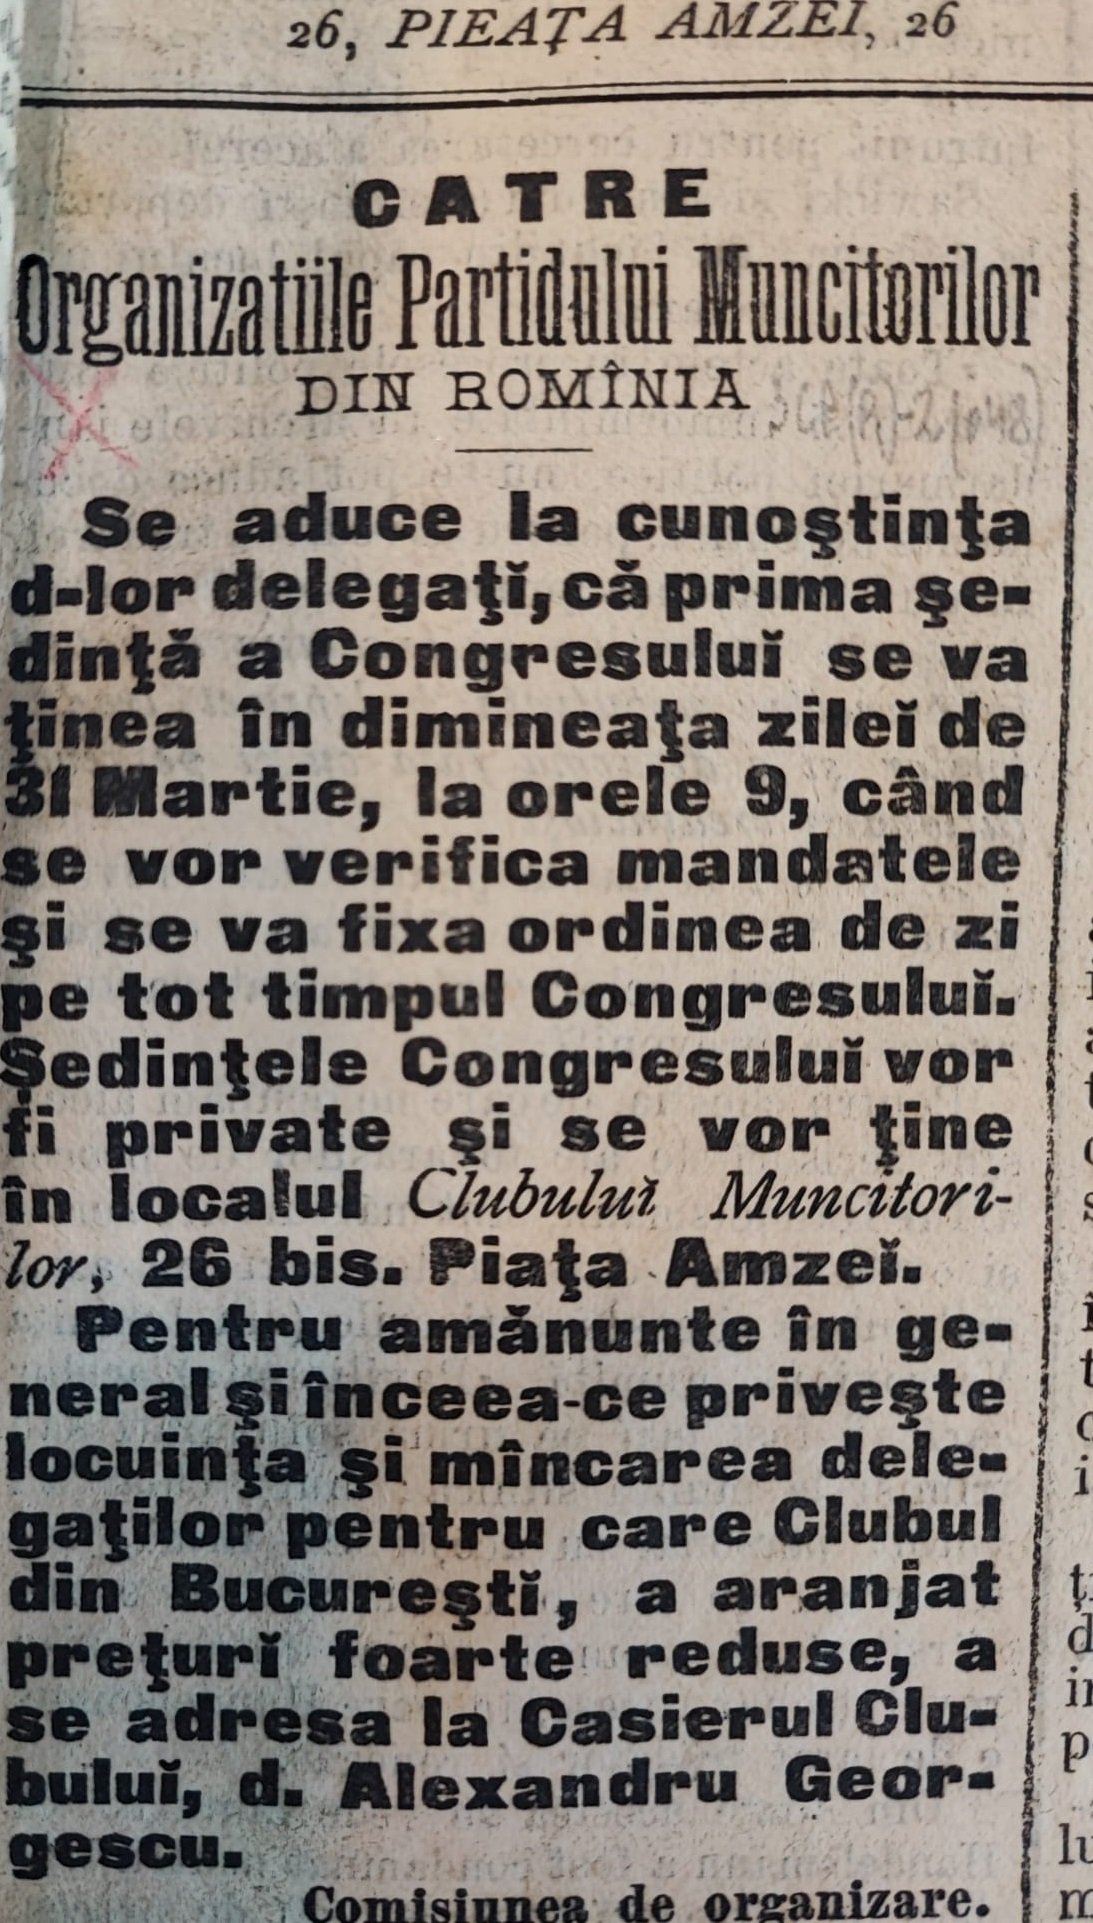 26, PIEAȚA AMZEI, 26
CATRE
Organizatiile Partidului Muncitorilor
DIN ROMÎNIA
Se aduce la cunoştinţa
d-lor delegaţĭ, că prima şe-
dinţă a Congresuluĭ se va
ţinea în dimineaţa zileĭ de
31 Martie, la orele 9, când
se vor verifica mandatele
şi se va fixa ordinea de zi
pe tot timpul Congresuluĭ.
Şedinţele Congresuluĭ vor
fi private şi se vor ţine
în localul Clubuluĭ Muncitori-
lor, 26 bis. Piaţa Amzeĭ.
Pentru amănunte în ge-
neral şi înceea-ce priveşte
locuinţa şi mîncarea dele-
gaţilor pentru care Clubul
din Bucureştĭ, a aranjat
preţurĭ foarte reduse, a
se adresa la Casierul Clu-
buluĭ, d. Alexandru Geor-
gescu.
Comisiunea de organizare.